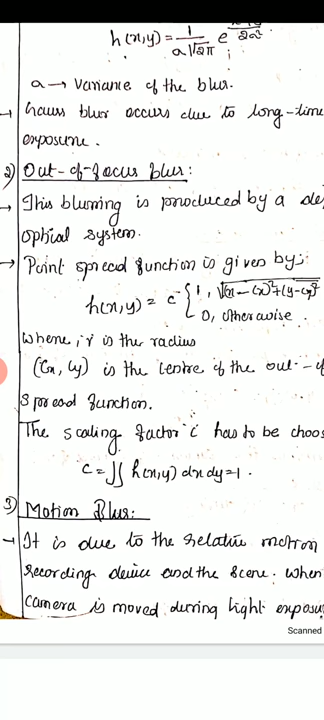 h(x,y) = 1/(a√2π) e^ 2a²
a → Variance of the blur.
→ Gauss blur occurs due to long-time
exposure.
2) Out-of-focus blur:
→ This blurring is produced by a de
optical system.
→ Point spread function is given by;
h(x,y) = c { 1, √(x-Cx)²+(y-Cy)²
0, otherwise.
where, r is the radius
(Cx, Cy) is the centre of the out-of
Spread function.
The scaling factor 'c' has to be choos
c = ∬ h(x,y) dx dy = 1.
3) Motion Blur:
→ It is due to the relative motion
recording device and the scene. When
camera is moved during light exposu
Scanned